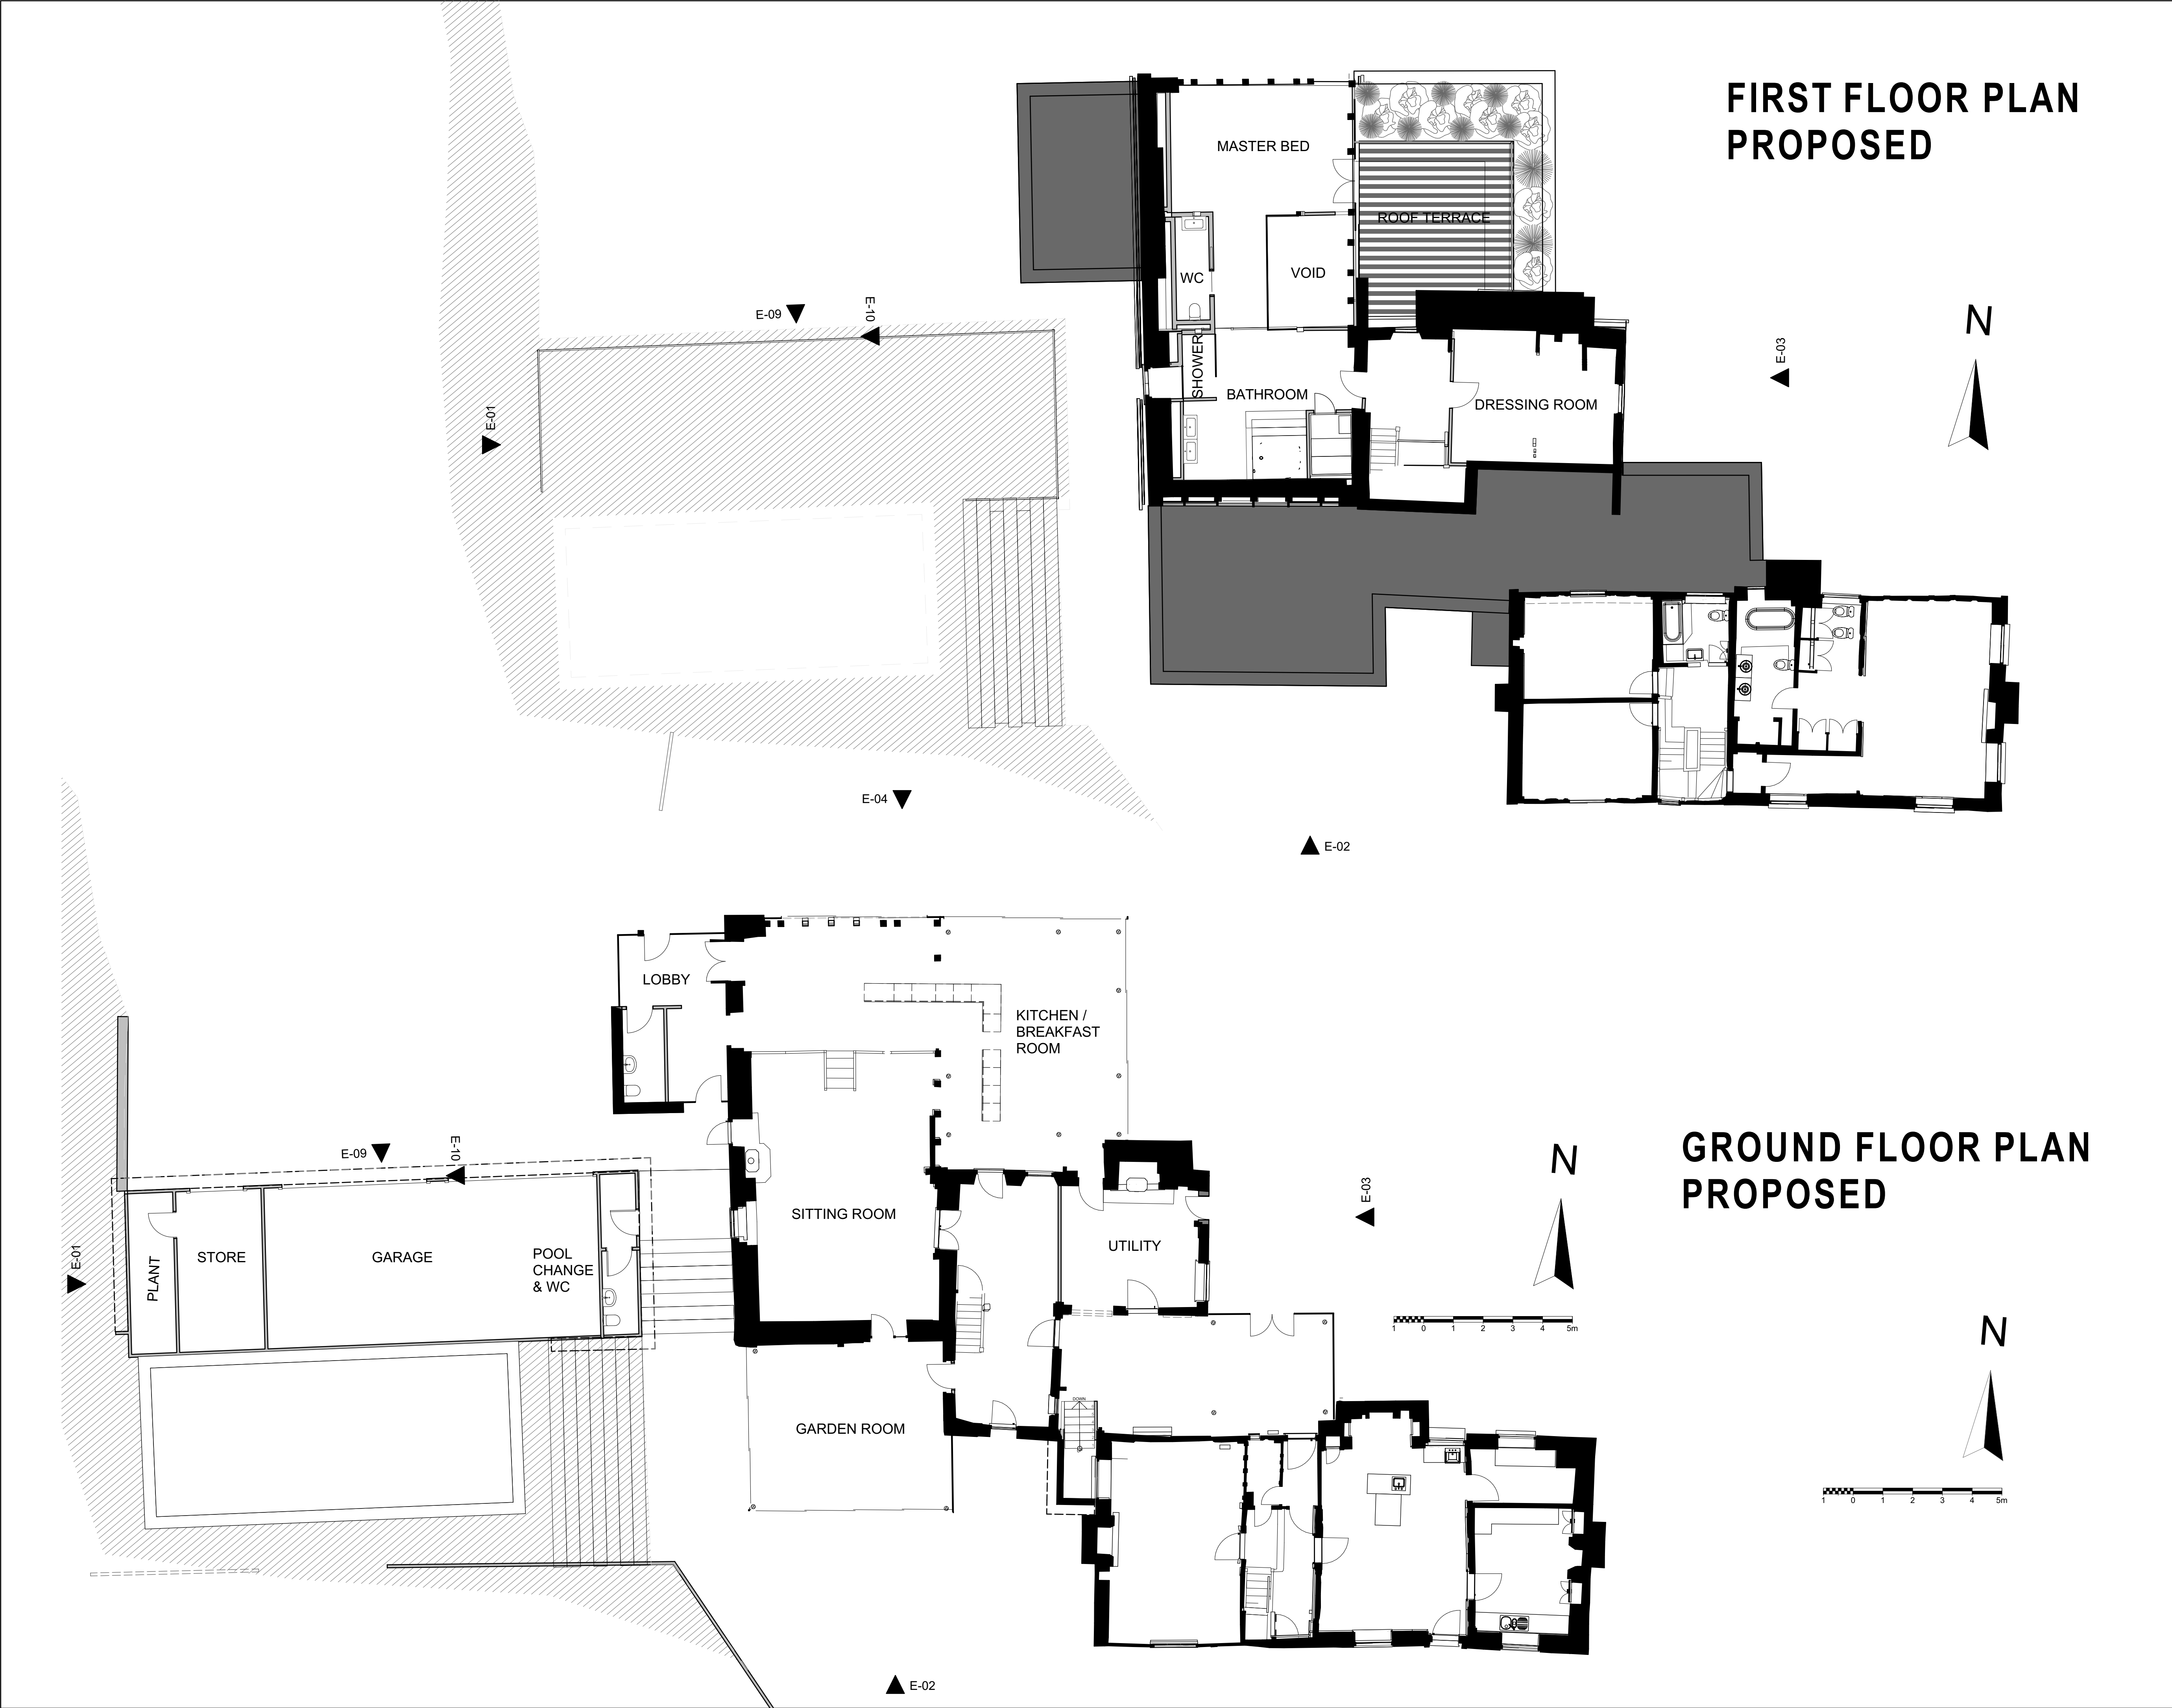 FIRST FLOOR PLAN
PROPOSED
MASTER BED
ROOF TERRACE
WC
VOID
SHOWER
BATHROOM
DRESSING ROOM
E-09
E-10
E-01
E-03
N
E-04
E-02
GROUND FLOOR PLAN
PROPOSED
LOBBY
KITCHEN /
BREAKFAST
ROOM
E-09
E-10
E-01
E-03
N
SITTING ROOM
UTILITY
PLANT
STORE
GARAGE
POOL
CHANGE
& WC
1 0 1 2 3 4 5m
N
DOWN
GARDEN ROOM
1 0 1 2 3 4 5m
E-02